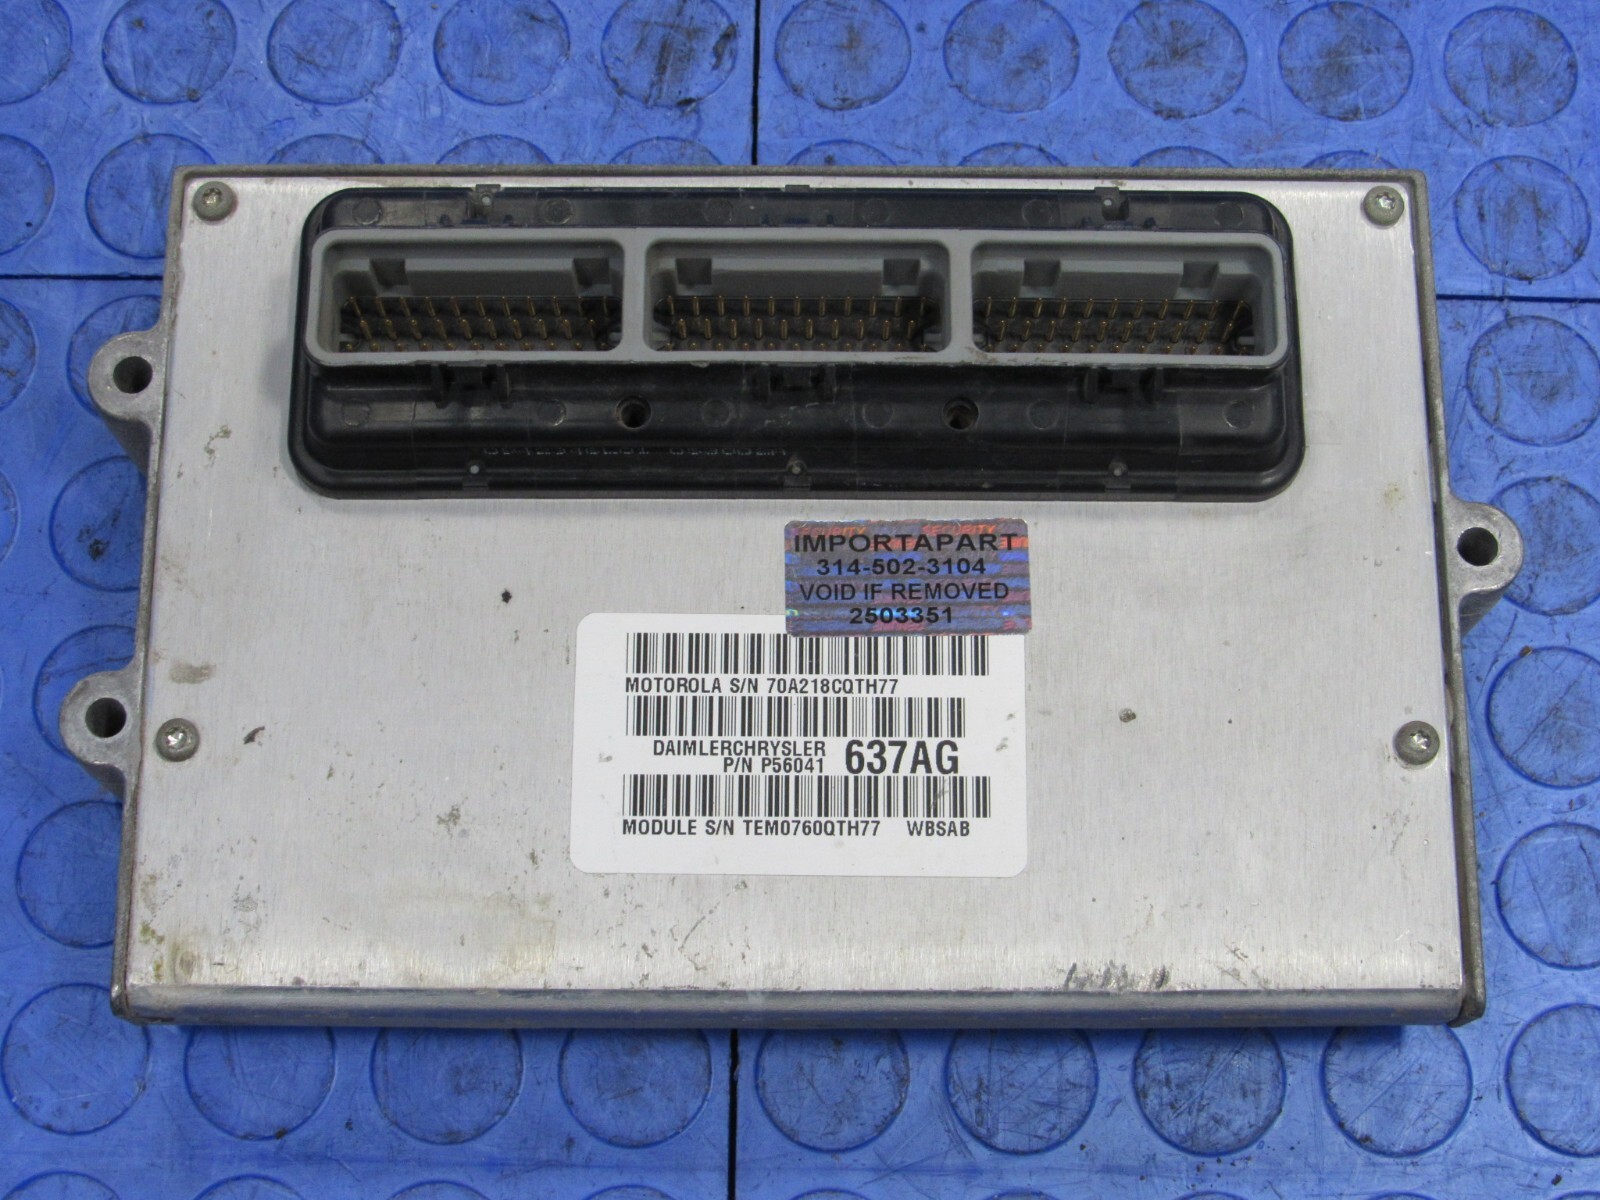 SECURITY SECURITY
IMPORTAPART
314-502-3104
VOID IF REMOVED
2503351
MOTOROLA S/N 70A218CQTH77
DAIMLERCHRYSLER
P/N P56041 637AG
MODULE S/N TEM0760QTH77 WBSAB